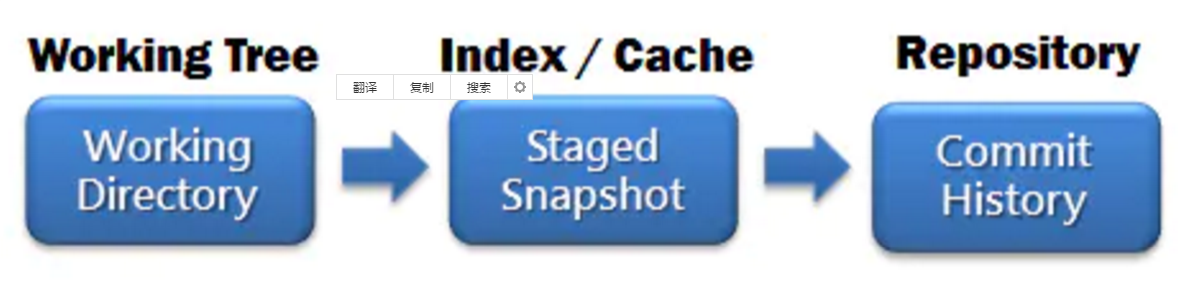 Working Tree
Index / Cache
Repository
翻译 复制 搜索
Working
Directory
Staged
Snapshot
Commit
History